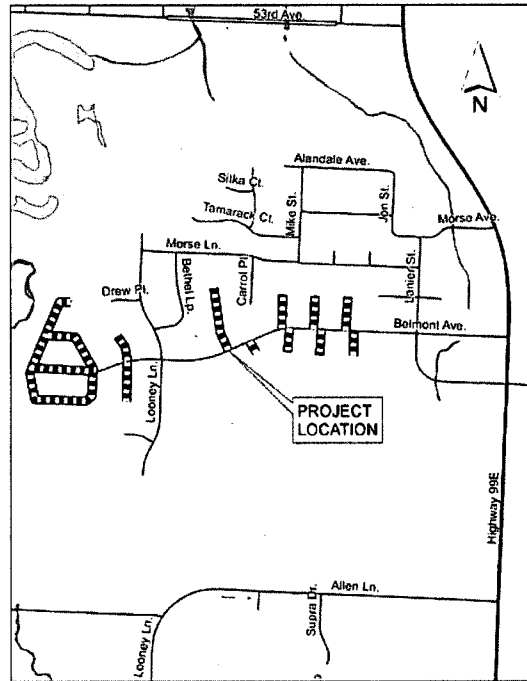 53rd Ave.
N
Alandale Ave.
Silka Ct.
Tamarack Ct.
Mike St.
Jon St.
Morse Ave.
Morse Ln.
Bethel Lp.
Carrol Pl.
Lanier St.
Drew Pl.
Belmont Ave.
Looney Ln.
PROJECT
LOCATION
Highway 99E
Allen Ln.
Supra Dr.
Looney Ln.